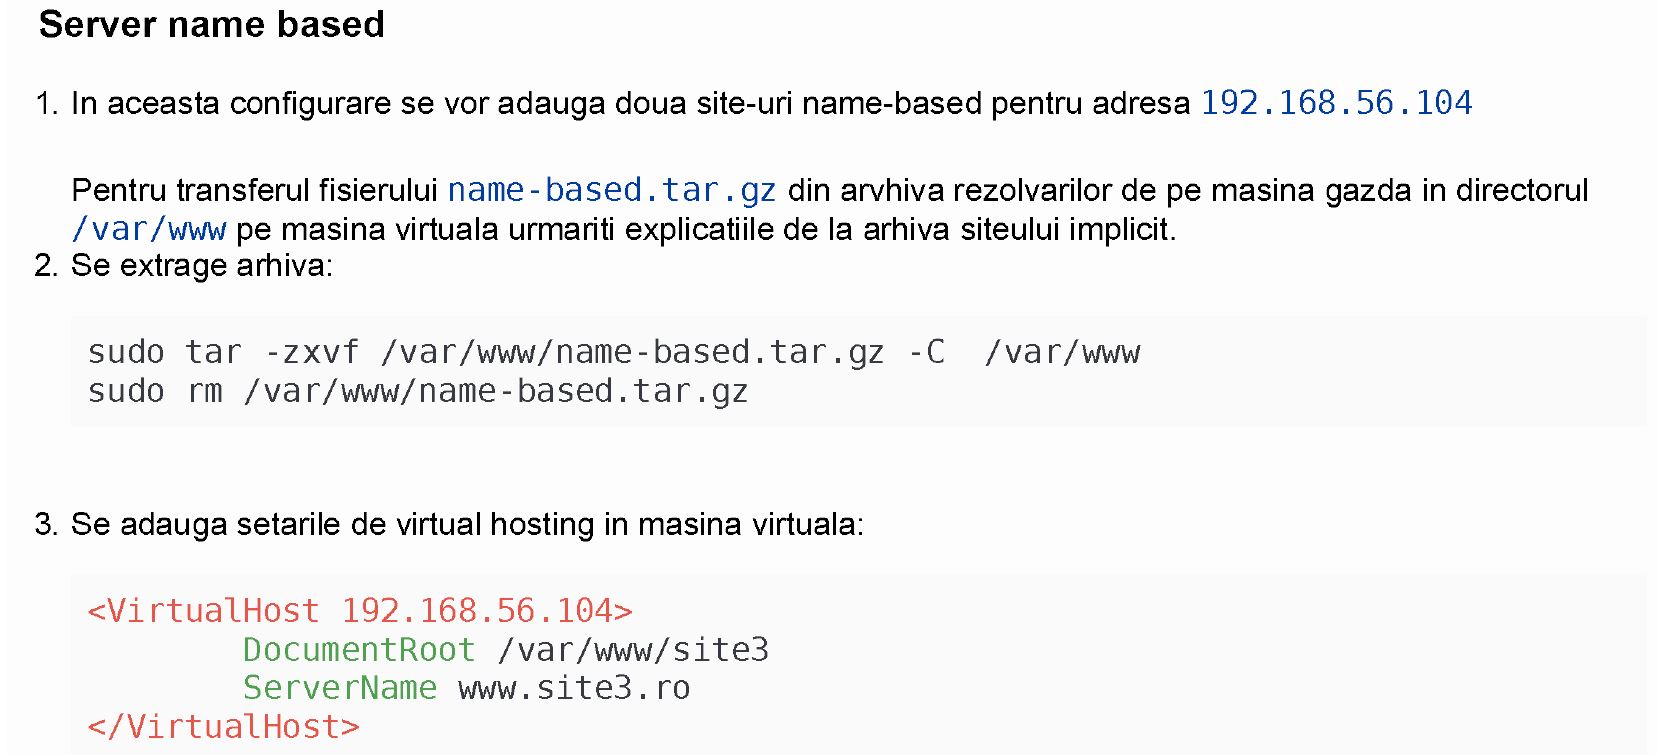 Server name based
1. In aceasta configurare se vor adauga doua site-uri name-based pentru adresa 192.168.56.104
Pentru transferul fisierului name-based.tar.gz din arvhiva rezolvarilor de pe masina gazda in directorul
/var/www pe masina virtuala urmariti explicatiile de la arhiva siteului implicit.
2. Se extrage arhiva:
sudo tar -zxvf /var/www/name-based.tar.gz -C  /var/www
sudo rm /var/www/name-based.tar.gz
3. Se adauga setarile de virtual hosting in masina virtuala:
<VirtualHost 192.168.56.104>
        DocumentRoot /var/www/site3
        ServerName www.site3.ro
</VirtualHost>